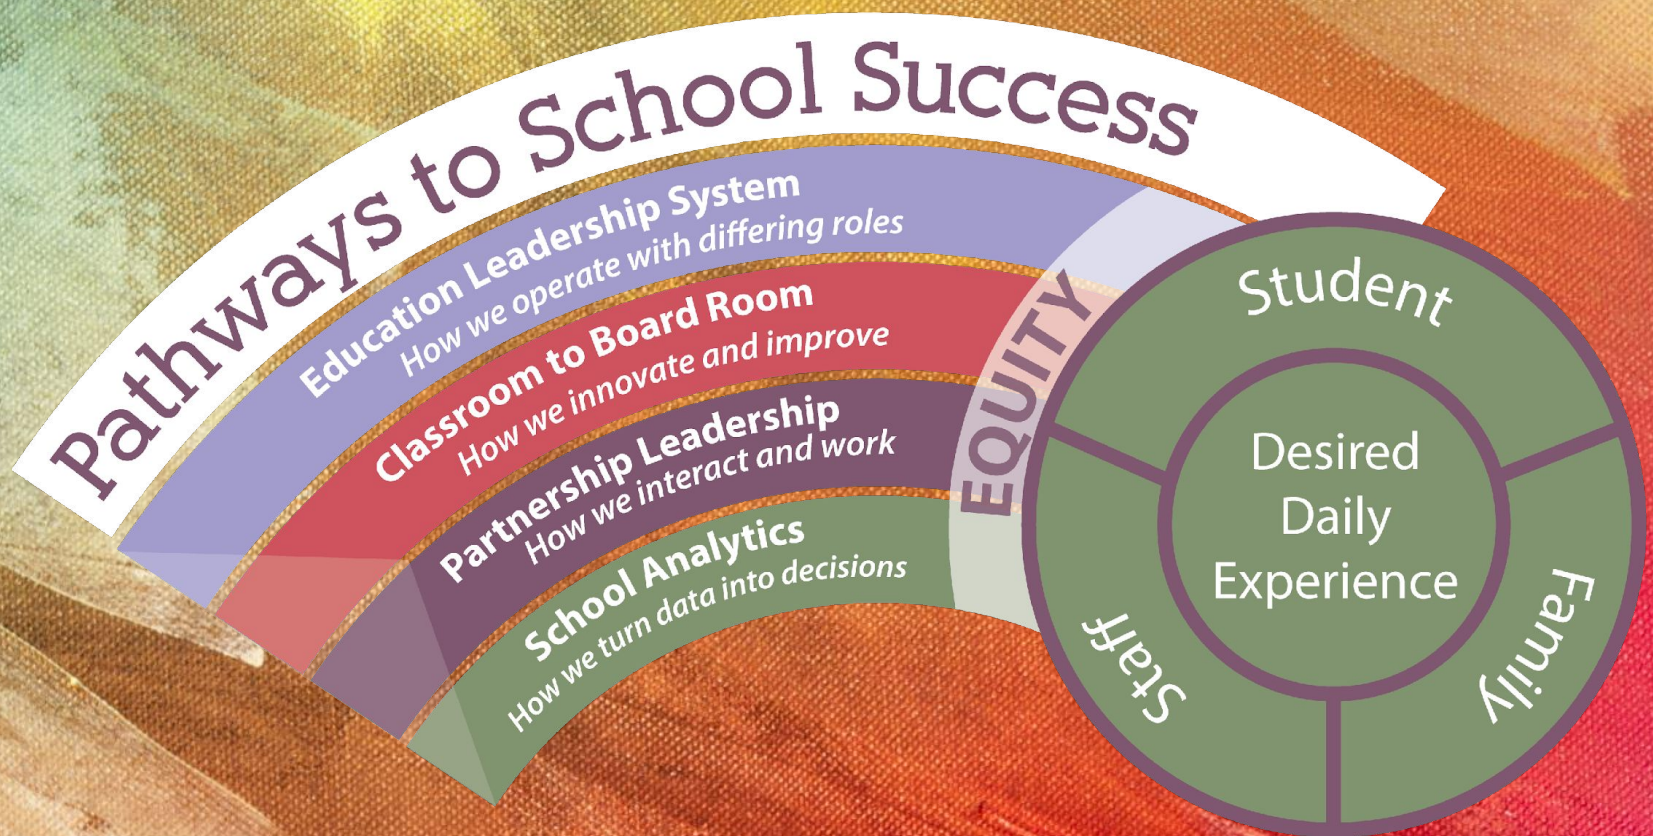 Pathways to School Success
Education Leadership System
How we operate with differing roles
Classroom to Board Room
How we innovate and improve
Partnership Leadership
How we interact and work
School Analytics
How we turn data into decisions
EQUITY
Student
Desired
Daily
Experience
Staff
Family